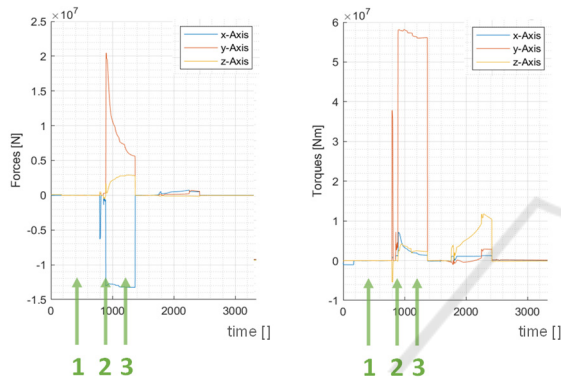 2.5 ×10⁷
2
1.5
1
0.5
0
-0.5
-1
-1.5
Forces [N]
x-Axis
y-Axis
z-Axis
0 1000 2000 3000
time []
1 2 3
6 ×10⁷
5
4
3
2
1
0
-1
Torques [Nm]
x-Axis
y-Axis
z-Axis
0 1000 2000 3000
time []
1 2 3